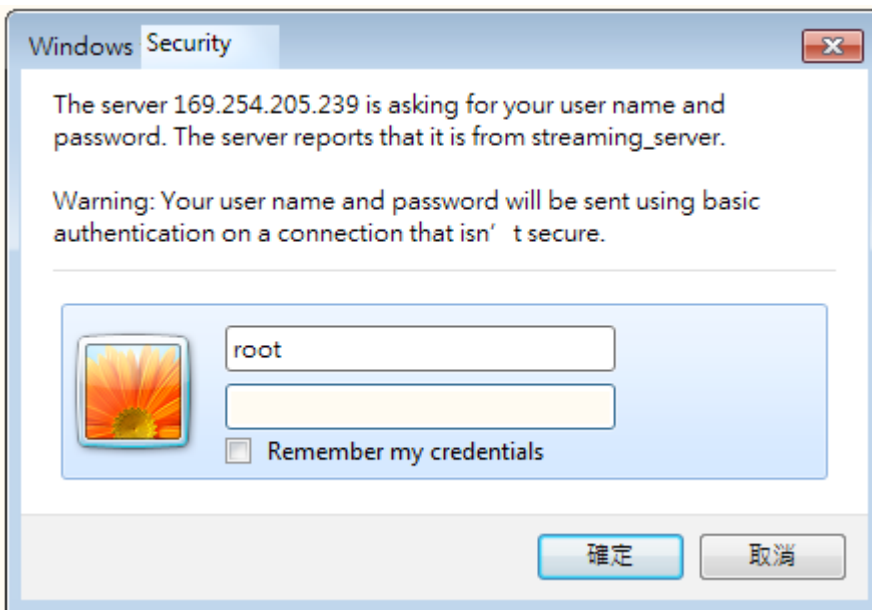 Windows Security
The server 169.254.205.239 is asking for your user name and
password. The server reports that it is from streaming_server.
Warning: Your user name and password will be sent using basic
authentication on a connection that isn’ t secure.
root
Remember my credentials
確定 取消